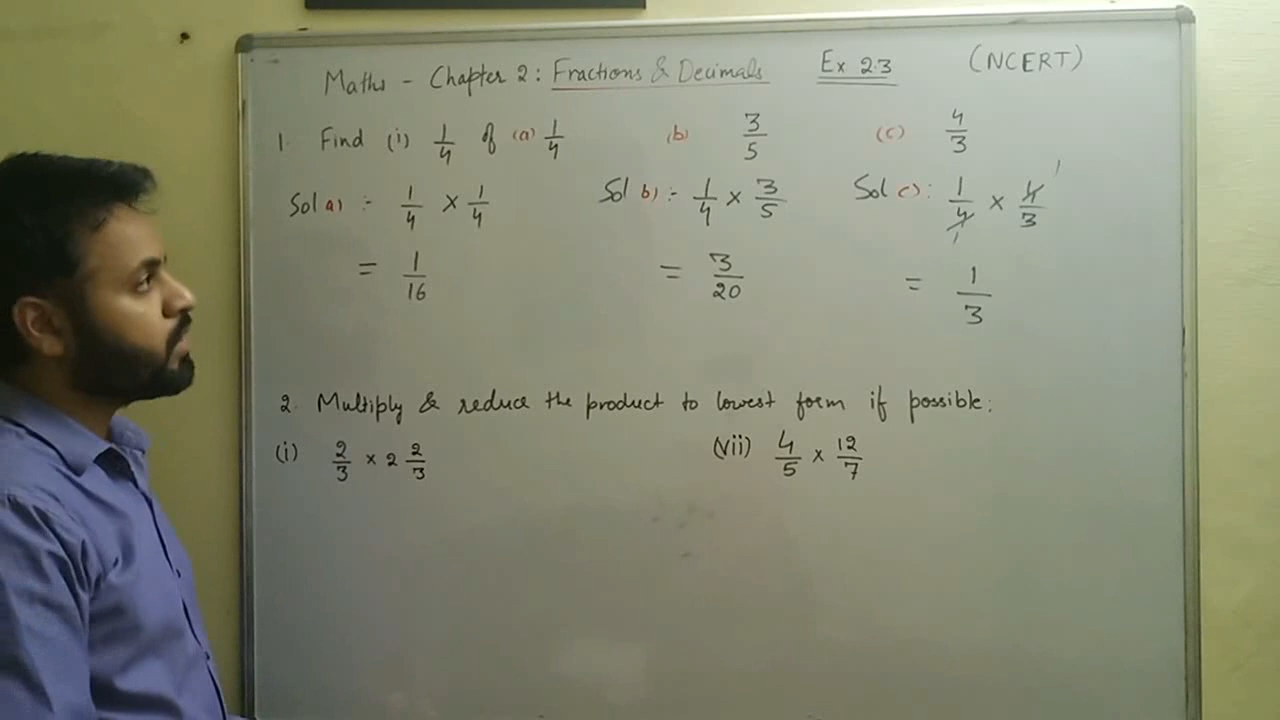 Maths - Chapter 2: Fractions & Decimals Ex 2.3 (NCERT)
1. Find (i) 1/4 of (a) 1/4 (b) 3/5 (c) 4/3
Sol a) :- 1/4 × 1/4 Sol b) :- 1/4 × 3/5 Sol c) : 1/4 × 4/3 1 1
= 1/16 = 3/20 = 1/3
2. Multiply & reduce the product to lowest form if possible:
(i) 2/3 × 2 2/3 (vii) 4/5 × 12/7